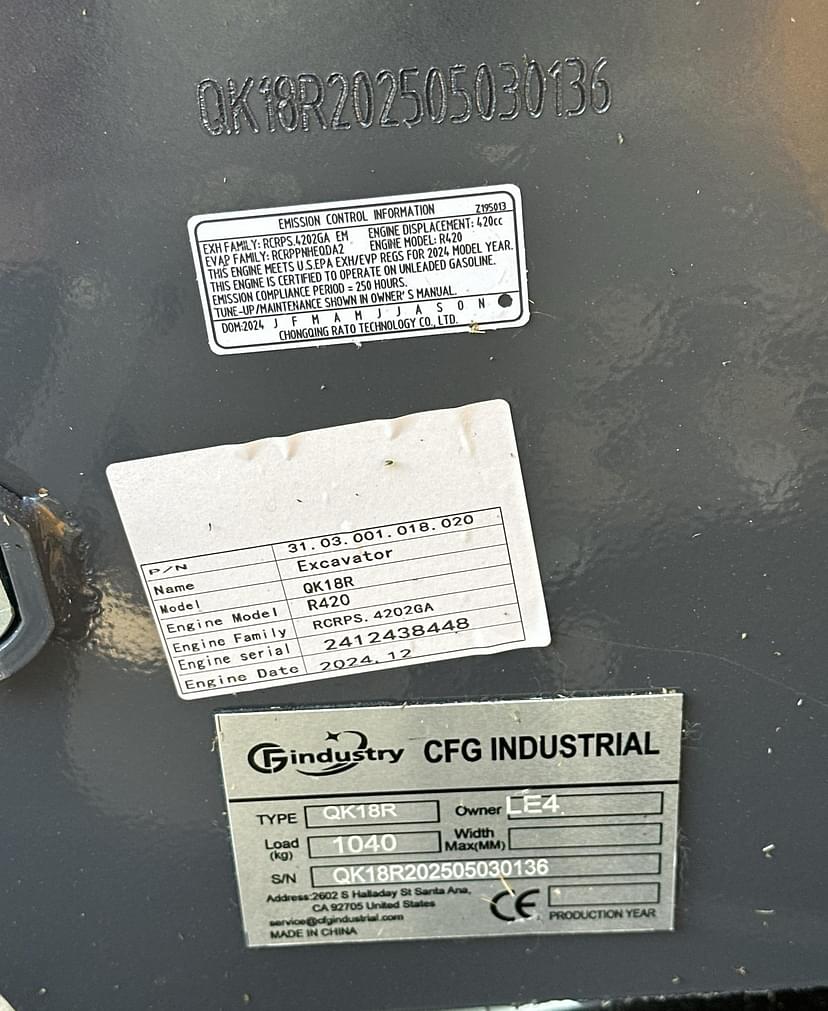 QK18R202505030136
EMISSION CONTROL INFORMATION Z195013
EXH FAMILY: RCRPS.4202GA EM ENGINE DISPLACEMENT: 420cc
EVAP FAMILY: RCRPPNHEQDA2 ENGINE MODEL: R420
THIS ENGINE MEETS U.S.EPA EXH/EVP REGS FOR 2024 MODEL YEAR.
THIS ENGINE IS CERTIFIED TO OPERATE ON UNLEADED GASOLINE.
EMISSION COMPLIANCE PERIOD = 250 HOURS.
TUNE-UP/MAINTENANCE SHOWN IN OWNER'S MANUAL.
DOM:2024 J F M A M J J A S O N
CHONGQING RATO TECHNOLOGY CO., LTD.
P/N 31.03.001.018.020
Name Excavator
Model QK18R
Engine Model R420
Engine Family RCRPS.4202GA
Engine serial 2412438448
Engine Date 2024.12
CFGindustry CFG INDUSTRIAL
TYPE QK18R Owner LE4
Load (kg) 1040 Width Max(MM)
S/N QK18R202505030136
Address:2602 S Halladay St Santa Ana,
CA 92705 United States
service@cfgindustrial.com
CE PRODUCTION YEAR
MADE IN CHINA